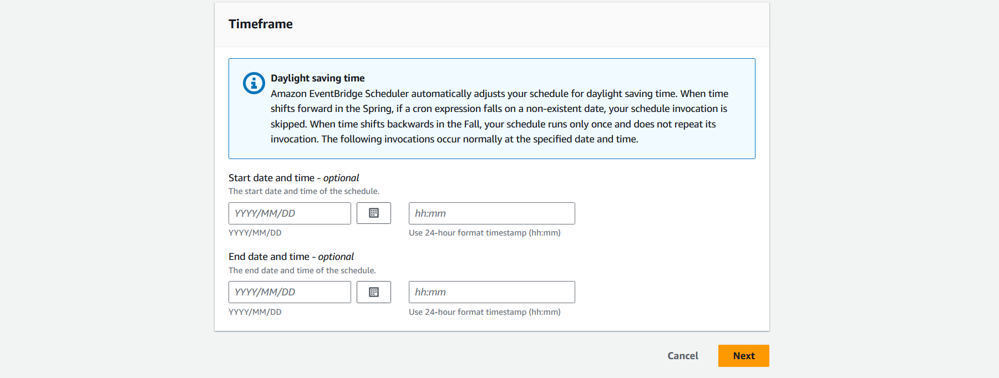 Timeframe
Daylight saving time
Amazon EventBridge Scheduler automatically adjusts your schedule for daylight saving time. When time
shifts forward in the Spring, if a cron expression falls on a non-existent date, your schedule invocation is
skipped. When time shifts backwards in the Fall, your schedule runs only once and does not repeat its
invocation. The following invocations occur normally at the specified date and time.
Start date and time - optional
The start date and time of the schedule.
YYYY/MM/DD hh:mm
YYYY/MM/DD Use 24-hour format timestamp (hh:mm)
End date and time - optional
The end date and time of the schedule.
YYYY/MM/DD hh:mm
YYYY/MM/DD Use 24-hour format timestamp (hh:mm)
Cancel Next